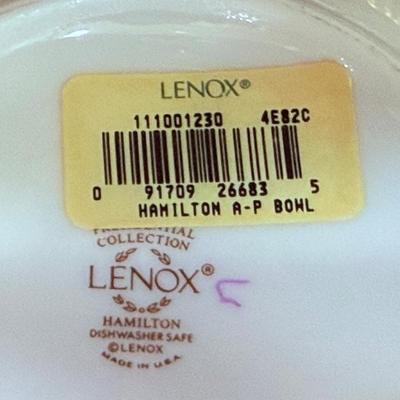 LENOX®
111001230 4E82C
0 91709 26683 5
HAMILTON A-P BOWL
COLLECTION
LENOX®
HAMILTON
DISHWASHER SAFE
©LENOX
MADE IN U.S.A.